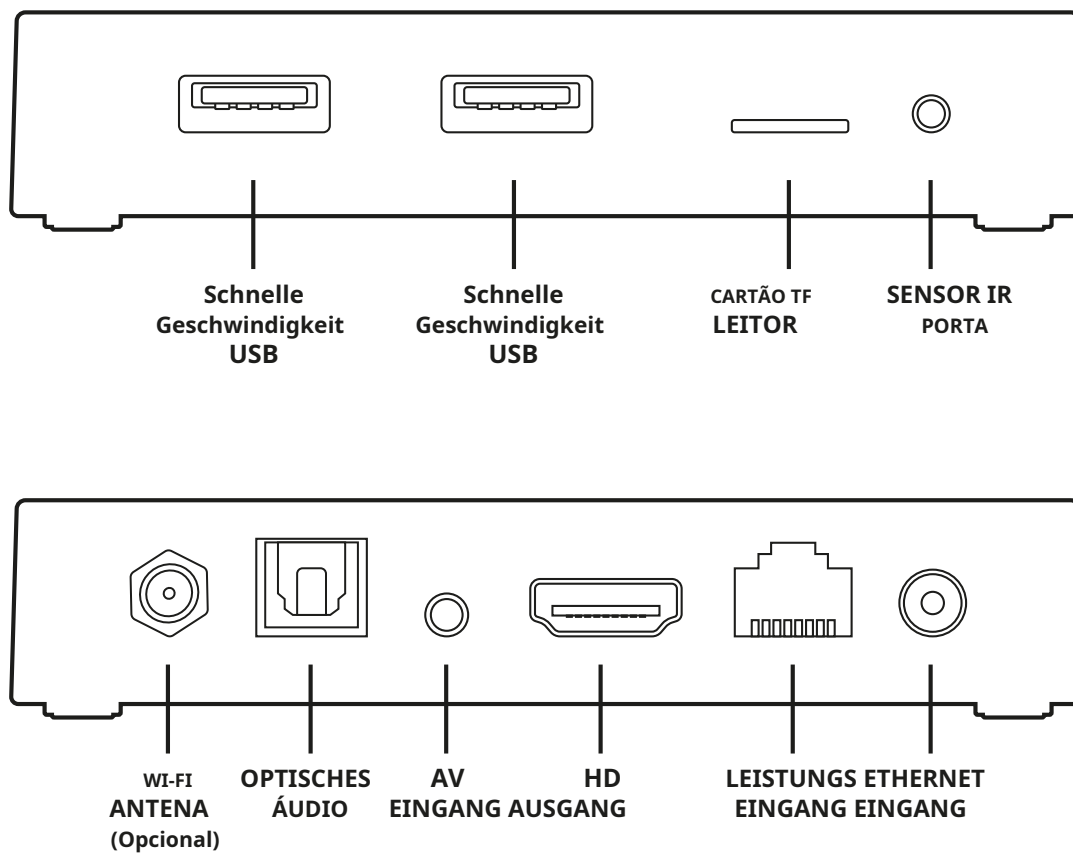 Schnelle
Geschwindigkeit
USB
Schnelle
Geschwindigkeit
USB
CARTÃO TF
LEITOR
SENSOR IR
PORTA
WI-FI
ANTENA
(Opcional)
OPTISCHES
ÁUDIO
AV HD
EINGANG AUSGANG
LEISTUNGS ETHERNET
EINGANG EINGANG